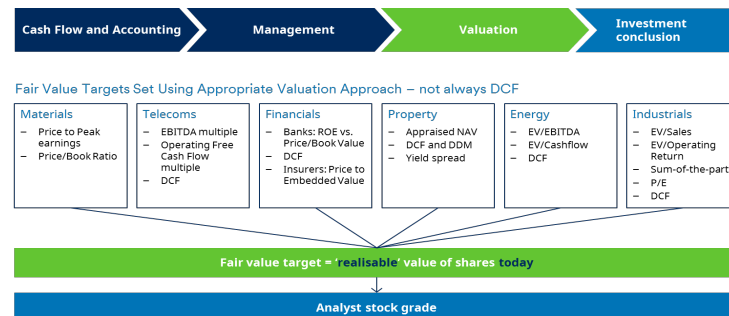 Cash Flow and Accounting
Management
Valuation
Investment
conclusion
Fair Value Targets Set Using Appropriate Valuation Approach – not always DCF
Materials
– Price to Peak
earnings
– Price/Book Ratio
Telecoms
– EBITDA multiple
– Operating Free
Cash Flow
multiple
– DCF
Financials
– Banks: ROE vs.
Price/Book Value
– DCF
– Insurers: Price to
Embedded Value
Property
– Appraised NAV
– DCF and DDM
– Yield spread
Energy
– EV/EBITDA
– EV/Cashflow
– DCF
Industrials
– EV/Sales
– EV/Operating
Return
– Sum-of-the-part
– P/E
– DCF
Fair value target = ‘realisable’ value of shares today
Analyst stock grade